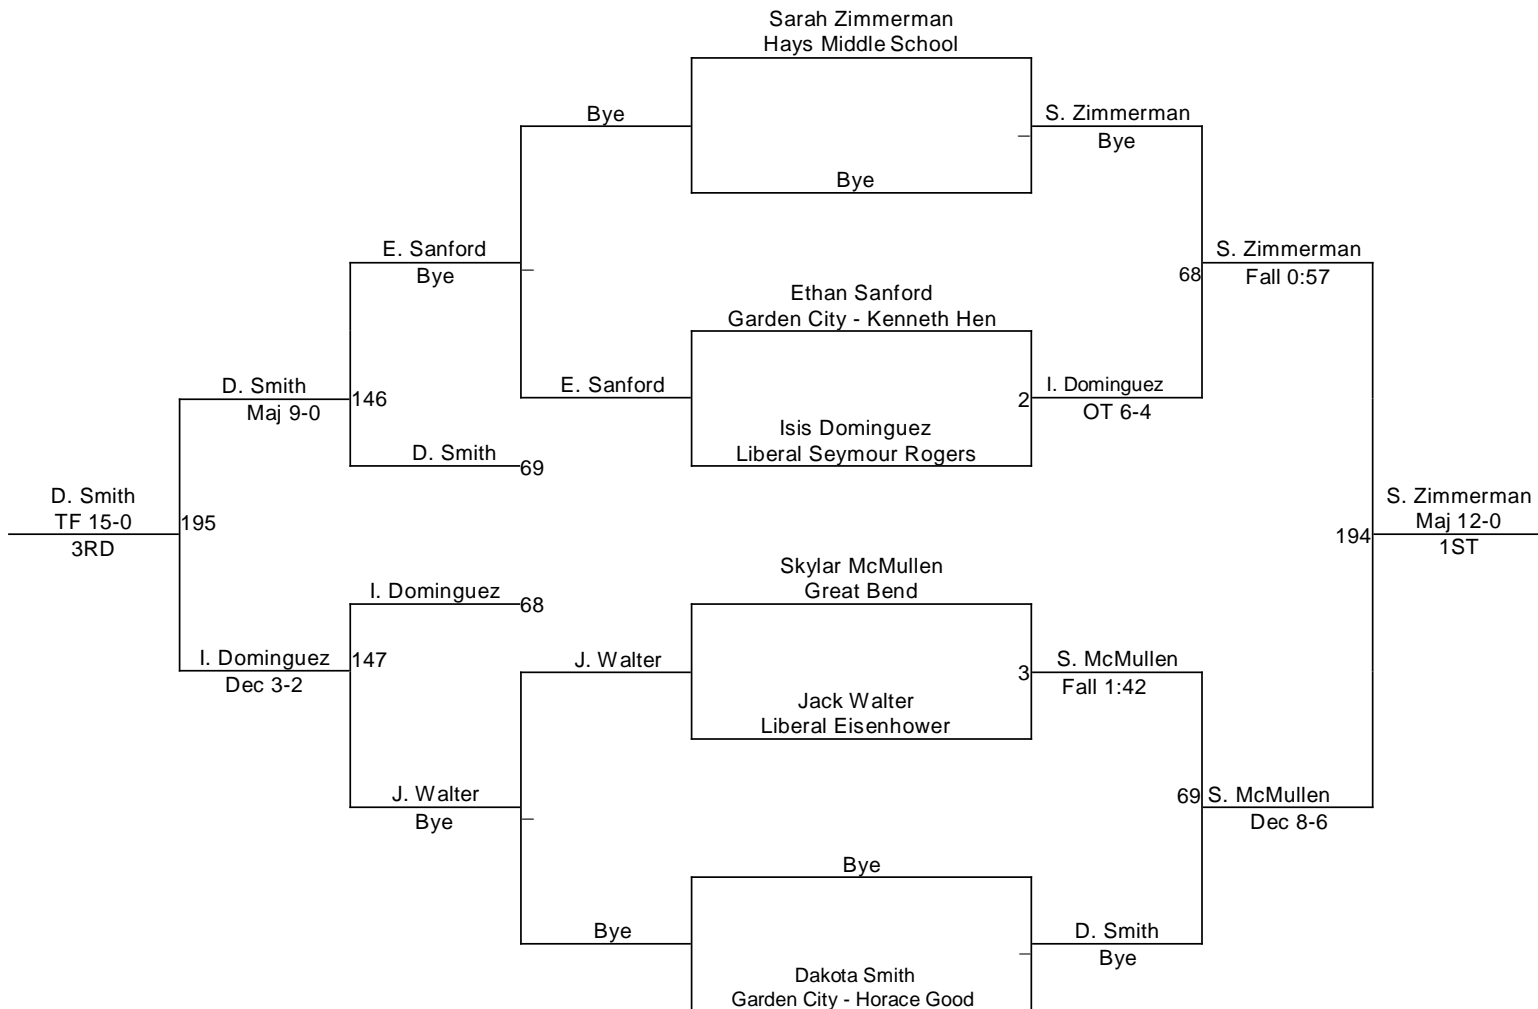 Sarah Zimmerman
Hays Middle School
Bye
S. Zimmerman
Bye
Bye
E. Sanford
Bye
S. Zimmerman
68
Fall 0:57
Ethan Sanford
Garden City - Kenneth Hen
D. Smith
146
Maj 9-0
E. Sanford
2
I. Dominguez
OT 6-4
Isis Dominguez
Liberal Seymour Rogers
D. Smith
69
D. Smith
TF 15-0
195
3RD
S. Zimmerman
Maj 12-0
194
1ST
Skylar McMullen
Great Bend
I. Dominguez
68
I. Dominguez
147
Dec 3-2
J. Walter
3
S. McMullen
Fall 1:42
Jack Walter
Liberal Eisenhower
J. Walter
Bye
69
S. McMullen
Dec 8-6
Bye
Bye
D. Smith
Bye
Dakota Smith
Garden City - Horace Good